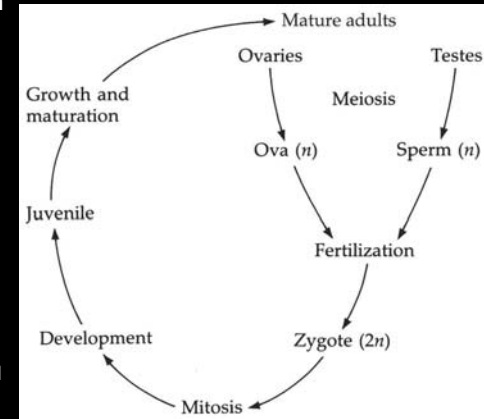 Mature adults
Ovaries
Testes
Growth and
maturation
Meiosis
Ova (n)
Sperm (n)
Juvenile
Fertilization
Development
Zygote (2n)
Mitosis